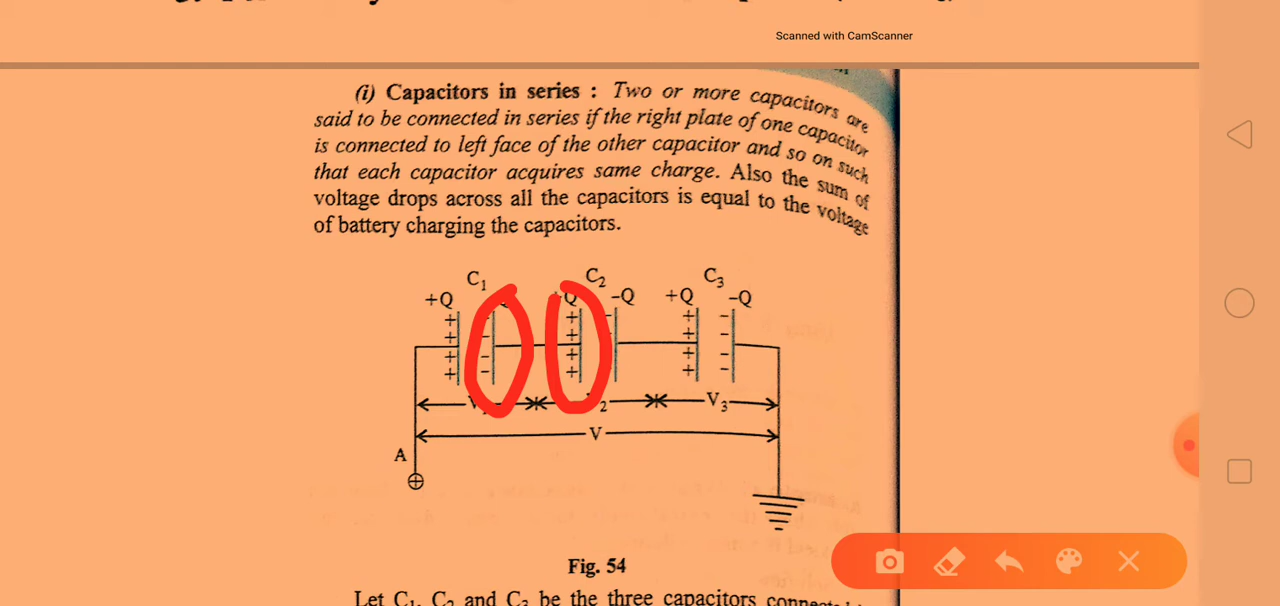 Scanned with CamScanner
(i) Capacitors in series : Two or more capacitors are
said to be connected in series if the right plate of one capacitor
is connected to left face of the other capacitor and so on such
that each capacitor acquires same charge. Also the sum of
voltage drops across all the capacitors is equal to the voltage
of battery charging the capacitors.
C₁ C₂ C₃
+Q +Q -Q +Q -Q
V₃
V
A
Fig. 54
Let C₁, C₂ and C₃ be the three capacitors